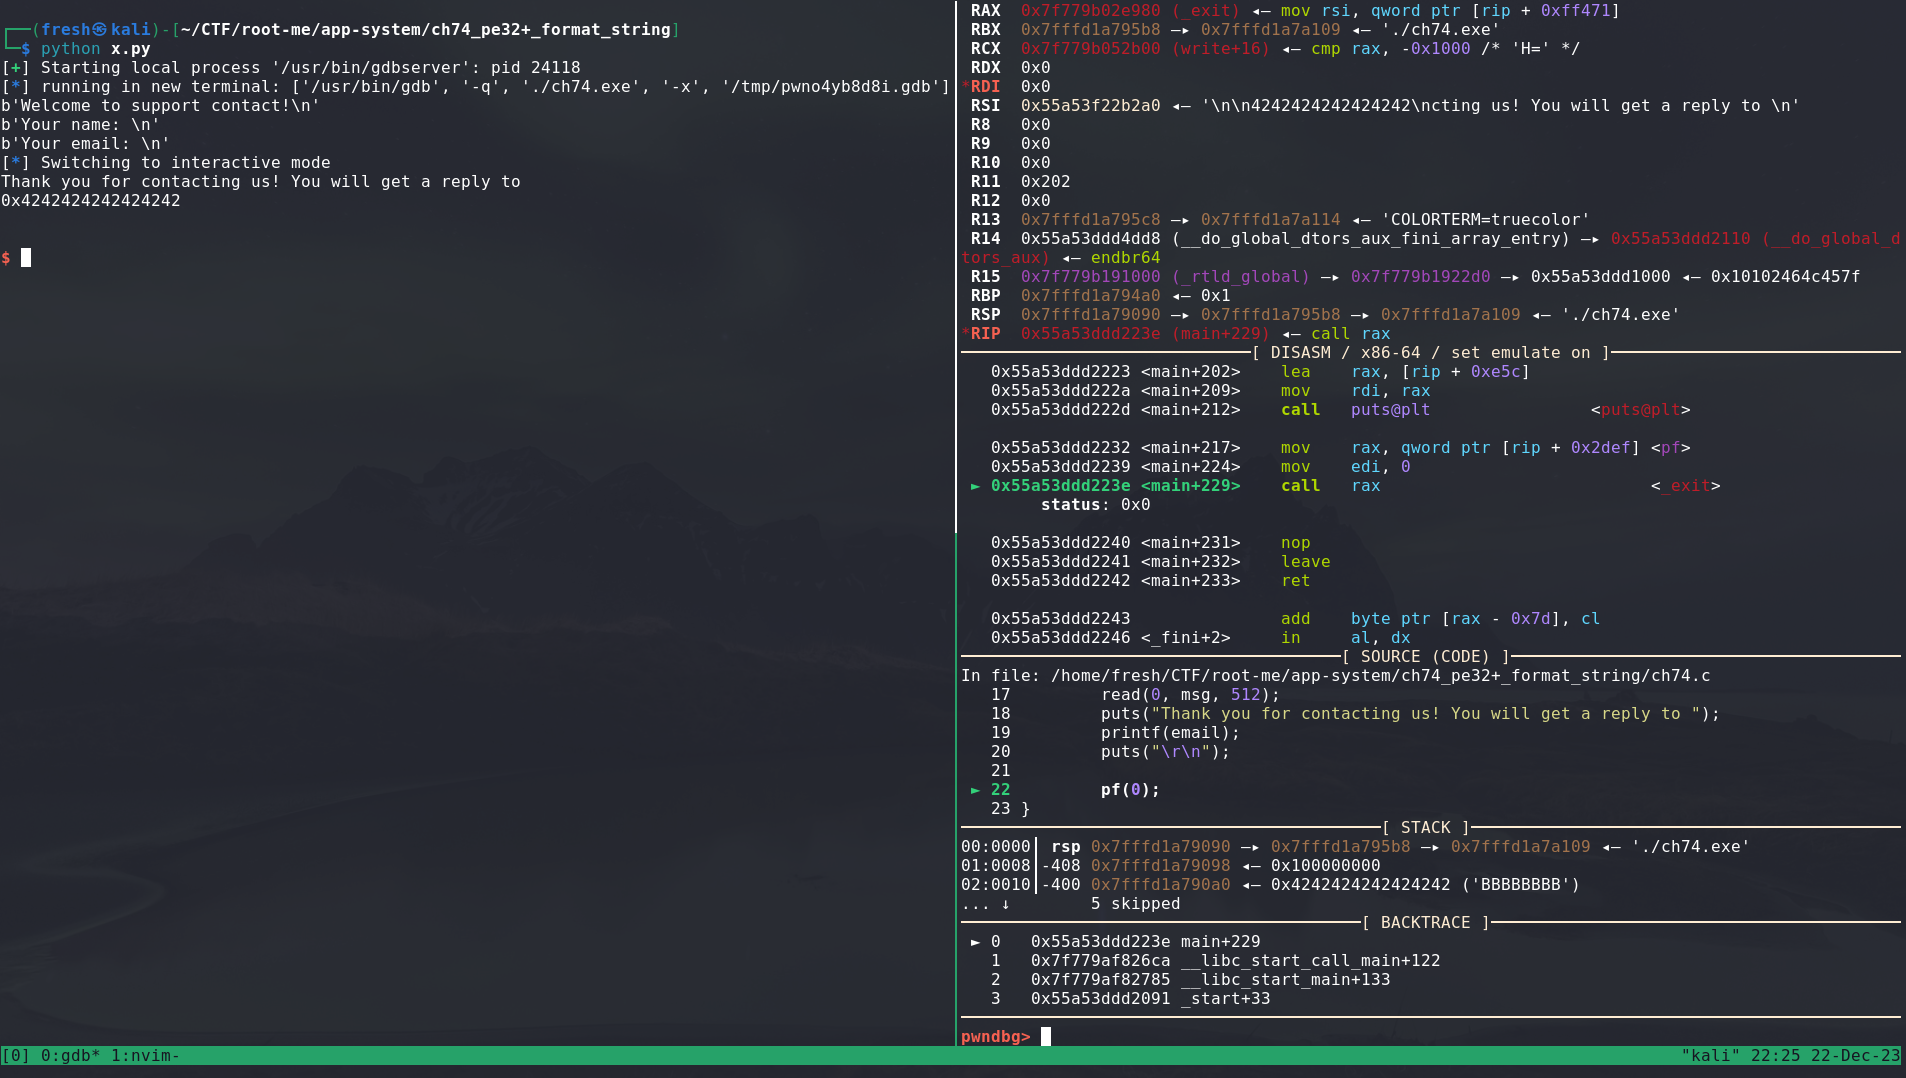 ┌──(fresh㉿kali)-[~/CTF/root-me/app-system/ch74_pe32+_format_string]
└─$ python x.py
[+] Starting local process '/usr/bin/gdbserver': pid 24118
[*] running in new terminal: ['/usr/bin/gdb', '-q', './ch74.exe', '-x', '/tmp/pwno4yb8d8i.gdb']
b'Welcome to support contact!\n'
b'Your name: \n'
b'Your email: \n'
[*] Switching to interactive mode
Thank you for contacting us! You will get a reply to
0x4242424242424242
$
RAX 0x7f779b02e980 (_exit) ◂— mov rsi, qword ptr [rip + 0xff471]
RBX 0x7fffd1a795b8 —▸ 0x7fffd1a7a109 ◂— './ch74.exe'
RCX 0x7f779b052b00 (write+16) ◂— cmp rax, -0x1000 /* 'H=' */
RDX 0x0
*RDI 0x0
RSI 0x55a53f22b2a0 ◂— '\n\n4242424242424242\ncting us! You will get a reply to \n'
R8 0x0
R9 0x0
R10 0x0
R11 0x202
R12 0x0
R13 0x7fffd1a795c8 —▸ 0x7fffd1a7a114 ◂— 'COLORTERM=truecolor'
R14 0x55a53ddd4dd8 (__do_global_dtors_aux_fini_array_entry) —▸ 0x55a53ddd2110 (__do_global_d
tors_aux) ◂— endbr64
R15 0x7f779b191000 (_rtld_global) —▸ 0x7f779b1922d0 —▸ 0x55a53ddd1000 ◂— 0x10102464c457f
RBP 0x7fffd1a794a0 ◂— 0x1
RSP 0x7fffd1a79090 —▸ 0x7fffd1a795b8 —▸ 0x7fffd1a7a109 ◂— './ch74.exe'
*RIP 0x55a53ddd223e (main+229) ◂— call rax
[ DISASM / x86-64 / set emulate on ]
0x55a53ddd2223 <main+202> lea rax, [rip + 0xe5c]
0x55a53ddd222a <main+209> mov rdi, rax
0x55a53ddd222d <main+212> call puts@plt <puts@plt>
0x55a53ddd2232 <main+217> mov rax, qword ptr [rip + 0x2def] <pf>
0x55a53ddd2239 <main+224> mov edi, 0
► 0x55a53ddd223e <main+229> call rax <_exit>
status: 0x0
0x55a53ddd2240 <main+231> nop
0x55a53ddd2241 <main+232> leave
0x55a53ddd2242 <main+233> ret
0x55a53ddd2243 add byte ptr [rax - 0x7d], cl
0x55a53ddd2246 <_fini+2> in al, dx
[ SOURCE (CODE) ]
In file: /home/fresh/CTF/root-me/app-system/ch74_pe32+_format_string/ch74.c
17 read(0, msg, 512);
18 puts("Thank you for contacting us! You will get a reply to ");
19 printf(email);
20 puts("\r\n");
21
► 22 pf(0);
23 }
[ STACK ]
00:0000│ rsp 0x7fffd1a79090 —▸ 0x7fffd1a795b8 —▸ 0x7fffd1a7a109 ◂— './ch74.exe'
01:0008│-408 0x7fffd1a79098 ◂— 0x100000000
02:0010│-400 0x7fffd1a790a0 ◂— 0x4242424242424242 ('BBBBBBBB')
... ↓ 5 skipped
[ BACKTRACE ]
► 0 0x55a53ddd223e main+229
1 0x7f779af826ca __libc_start_call_main+122
2 0x7f779af82785 __libc_start_main+133
3 0x55a53ddd2091 _start+33
pwndbg>
[0] 0:gdb* 1:nvim- "kali" 22:25 22-Dec-23